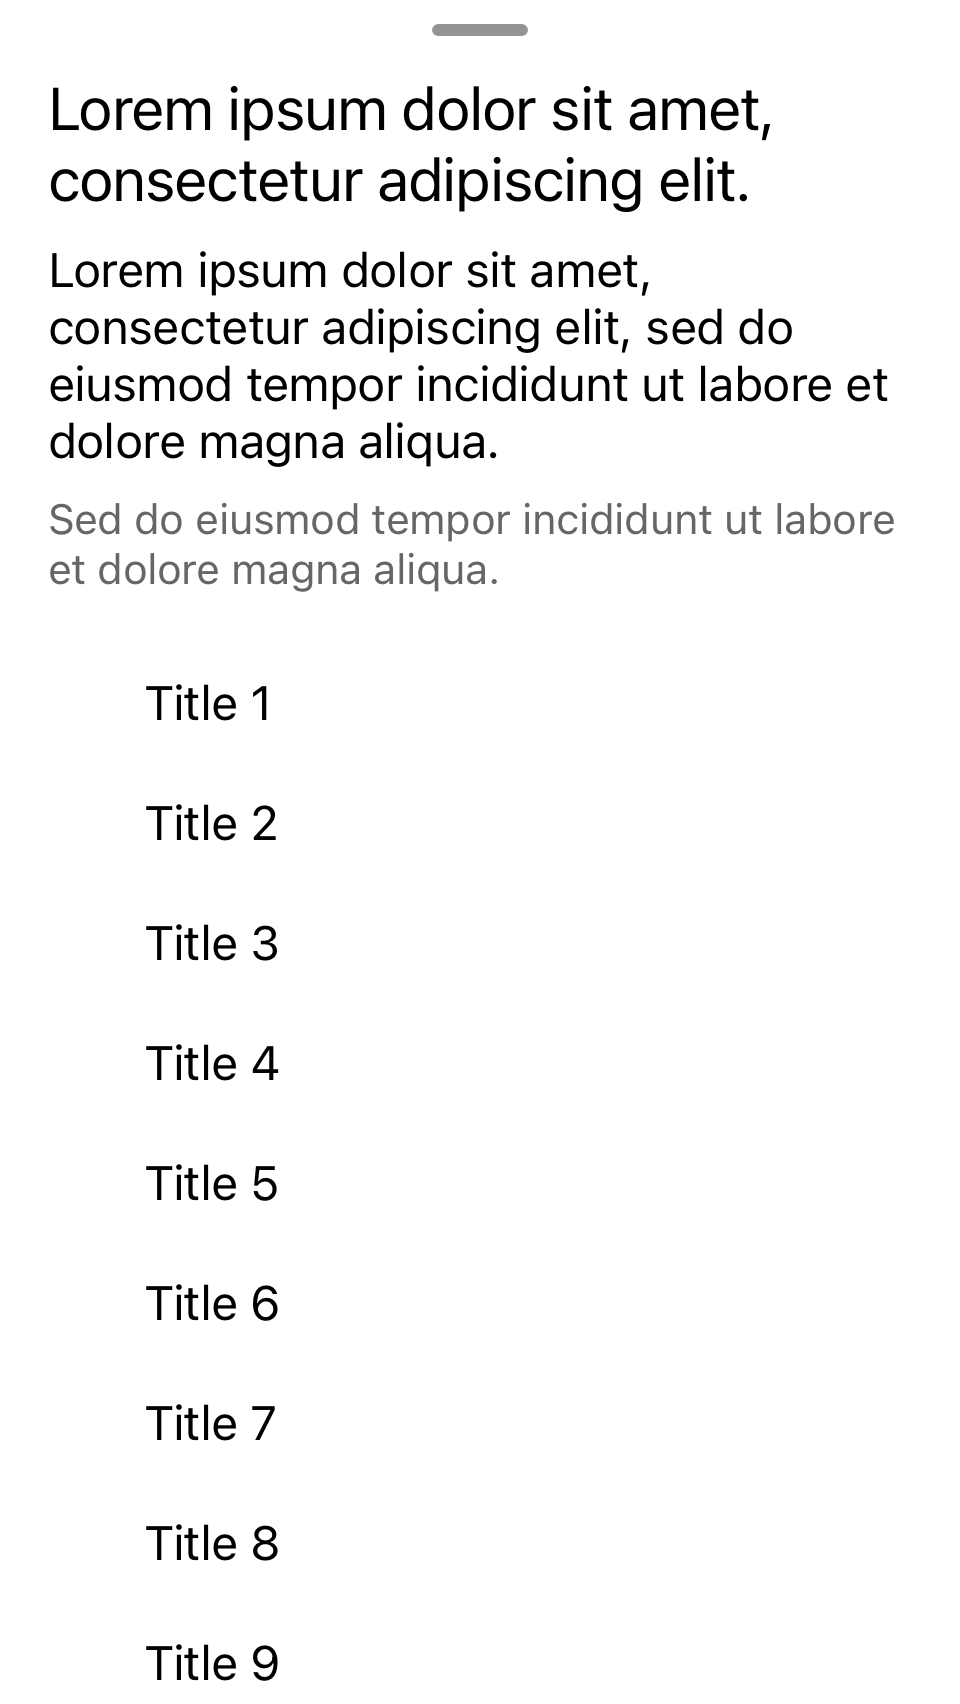 Lorem ipsum dolor sit amet,
consectetur adipiscing elit.
Lorem ipsum dolor sit amet,
consectetur adipiscing elit, sed do
eiusmod tempor incididunt ut labore et
dolore magna aliqua.
Sed do eiusmod tempor incididunt ut labore
et dolore magna aliqua.
Title 1
Title 2
Title 3
Title 4
Title 5
Title 6
Title 7
Title 8
Title 9